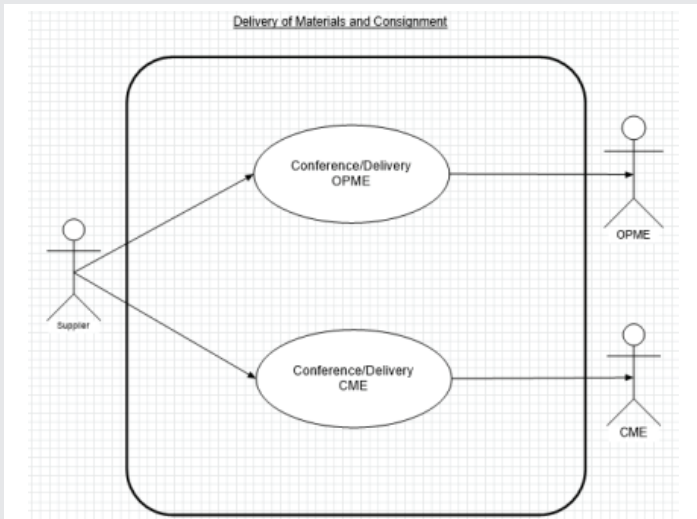 Delivery of Materials and Consignment
Conference/Delivery
OPME
OPME
Supplier
Conference/Delivery
CME
CME